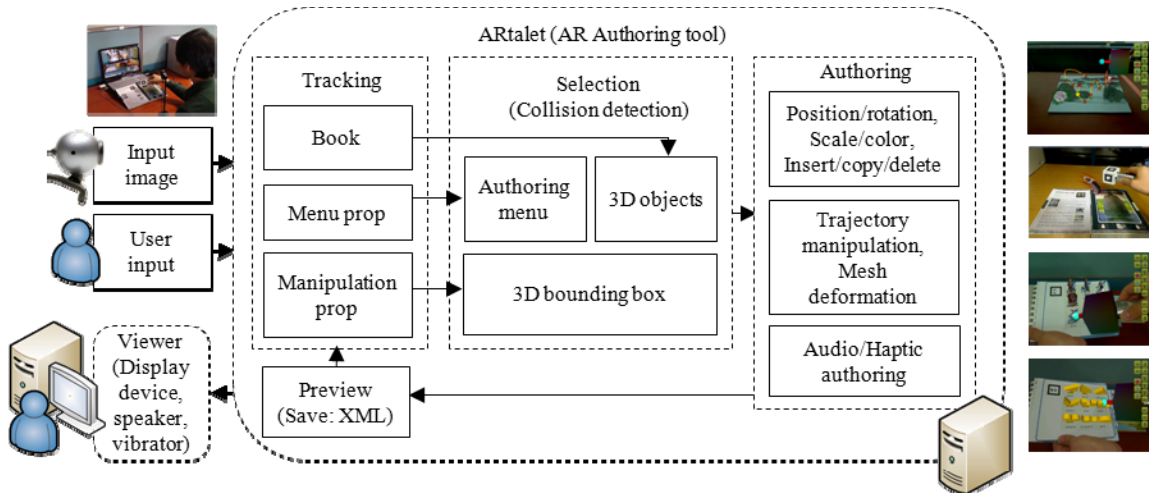 ARtalet (AR Authoring tool)
Tracking
Book
Menu prop
Manipulation
prop
Selection
(Collision detection)
Authoring
menu
3D objects
3D bounding box
Authoring
Position/rotation,
Scale/color,
Insert/copy/delete
Trajectory
manipulation,
Mesh
deformation
Audio/Haptic
authoring
Input
image
User
input
Viewer
(Display
device,
speaker,
vibrator)
Preview
(Save: XML)